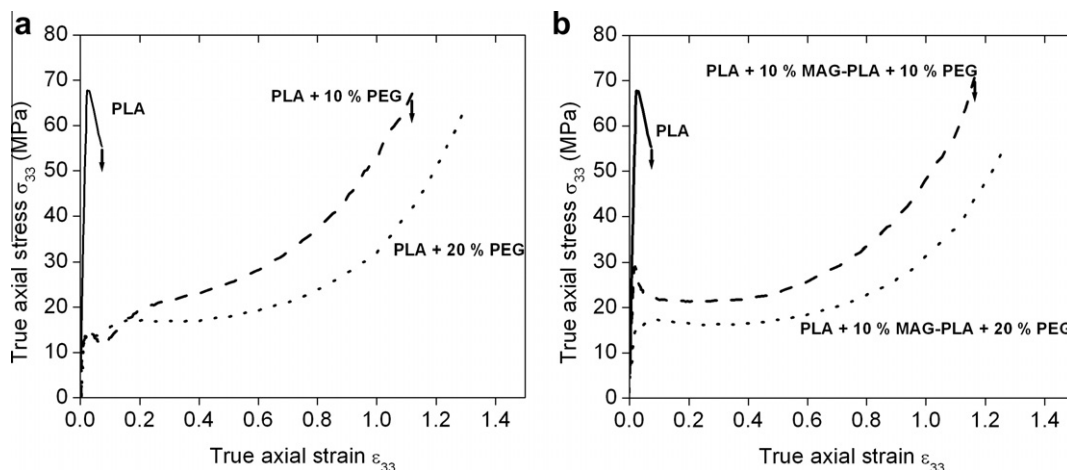 a
80
70
60
50
40
30
20
10
0
True axial stress σ33 (MPa)
PLA
PLA + 10 % PEG
PLA + 20 % PEG
0.0 0.2 0.4 0.6 0.8 1.0 1.2 1.4
True axial strain ε33
b
80
70
60
50
40
30
20
10
0
True axial stress σ33 (MPa)
PLA + 10 % MAG-PLA + 10 % PEG
PLA
PLA + 10 % MAG-PLA + 20 % PEG
0.0 0.2 0.4 0.6 0.8 1.0 1.2 1.4
True axial strain ε33